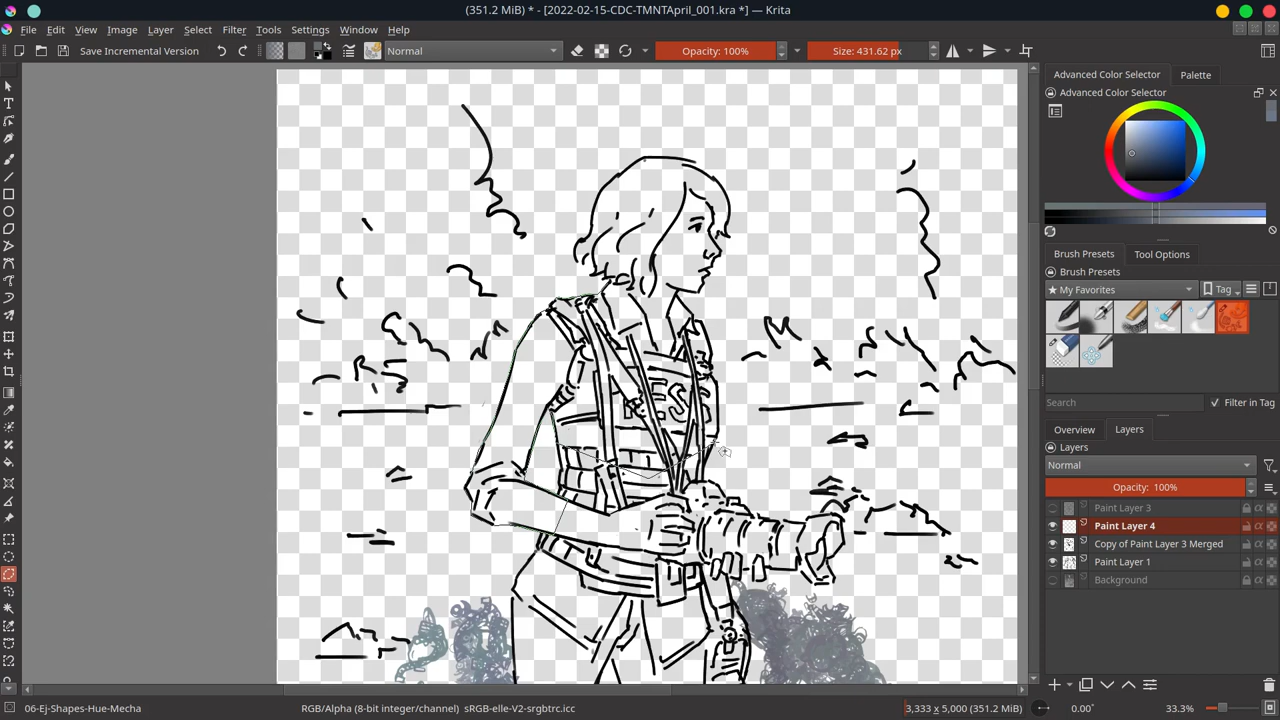 (351.2 MiB) * - [2022-02-15-CDC-TMNTApril_001.kra *] — Krita
File Edit View Image Layer Select Filter Tools Settings Window Help
Save Incremental Version
Normal
Opacity: 100%
Size: 431.62 px
Advanced Color Selector
Palette
Advanced Color Selector
Brush Presets
Tool Options
Brush Presets
★ My Favorites
Tag
Search
Filter in Tag
Overview
Layers
Layers
Normal
Opacity: 100%
Paint Layer 3
Paint Layer 4
Copy of Paint Layer 3 Merged
Paint Layer 1
Background
06-Ej-Shapes-Hue-Mecha
RGB/Alpha (8-bit integer/channel) sRGB-elle-V2-srgbtrc.icc
3,333 x 5,000 (351.2 MiB)
0.00°
33.3%